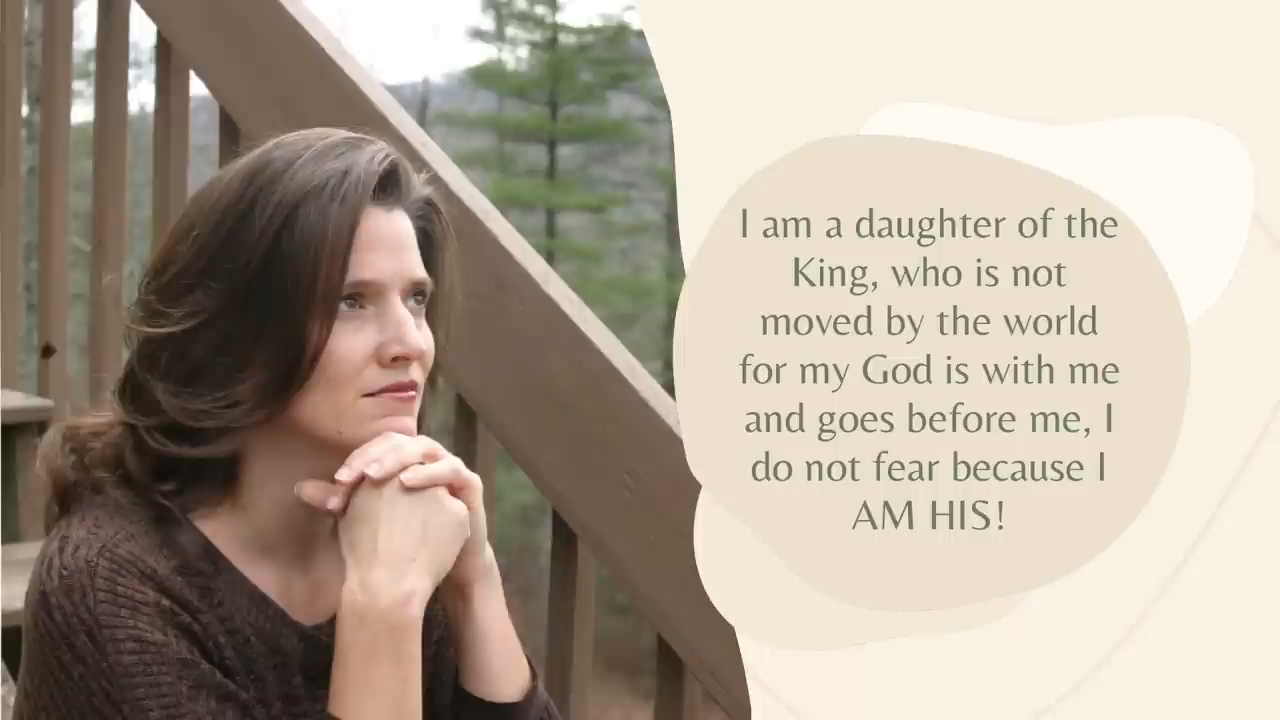 I am a daughter of the
King, who is not
moved by the world
for my God is with me
and goes before me, I
do not fear because I
AM HIS!